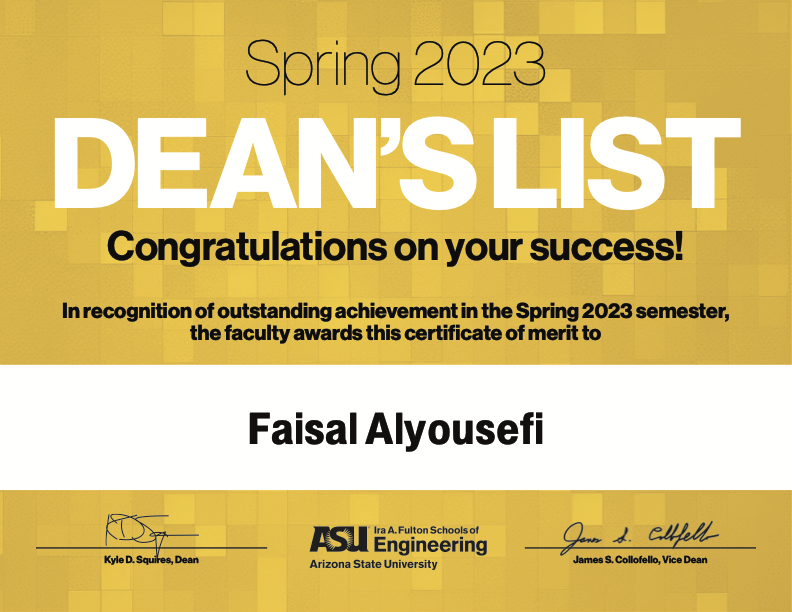 Spring 2023
DEAN'S LIST
Congratulations on your success!
In recognition of outstanding achievement in the Spring 2023 semester,
the faculty awards this certificate of merit to
Faisal Alyousefi
Kyle D. Squires, Dean
ASU Ira A. Fulton Schools of
Engineering
Arizona State University
James S. Collofello
James S. Collofello, Vice Dean